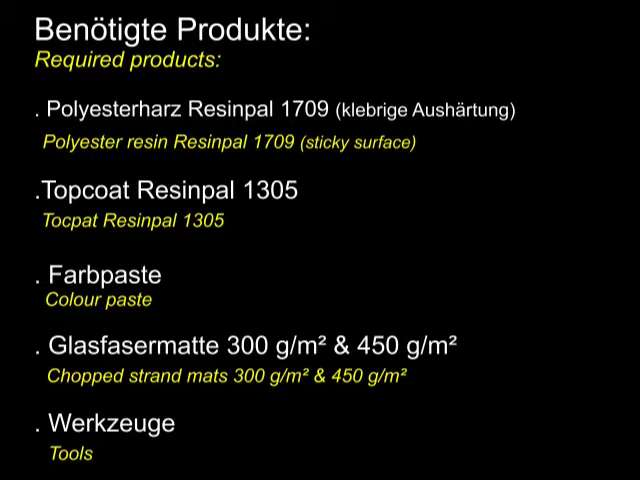 Benötigte Produkte:
Required products:
. Polyesterharz Resinpal 1709 (klebrige Aushärtung)
Polyester resin Resinpal 1709 (sticky surface)
.Topcoat Resinpal 1305
Tocpat Resinpal 1305
. Farbpaste
Colour paste
. Glasfasermatte 300 g/m² & 450 g/m²
Chopped strand mats 300 g/m² & 450 g/m²
. Werkzeuge
Tools